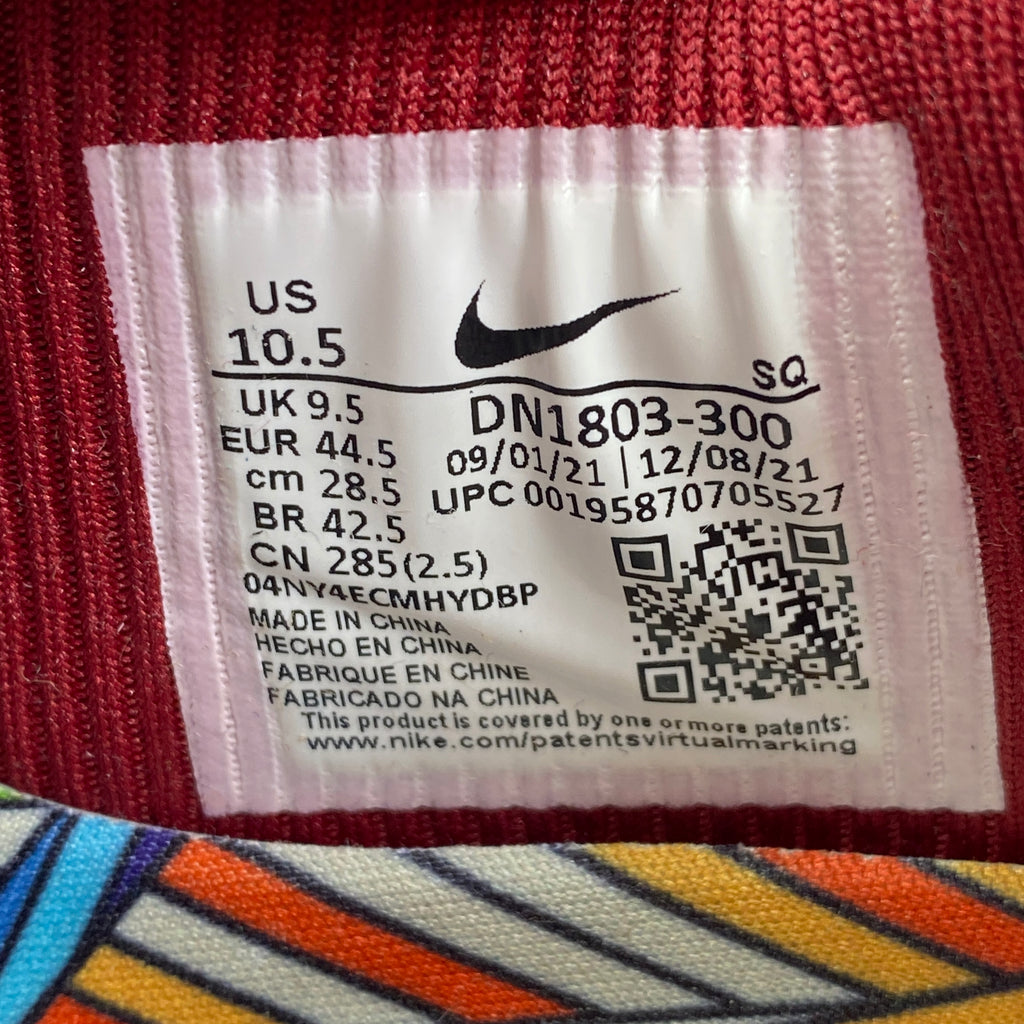 US
10.5
SQ
UK 9.5
EUR 44.5
cm 28.5
BR 42.5
CN 285(2.5)
DN1803-300
09/01/21 | 12/08/21
UPC 00195870705527
04NY4ECMHYDBP
MADE IN CHINA
HECHO EN CHINA
FABRIQUE EN CHINE
FABRICADO NA CHINA
This product is covered by one or more patents:
www.nike.com/patentsvirtualmarking